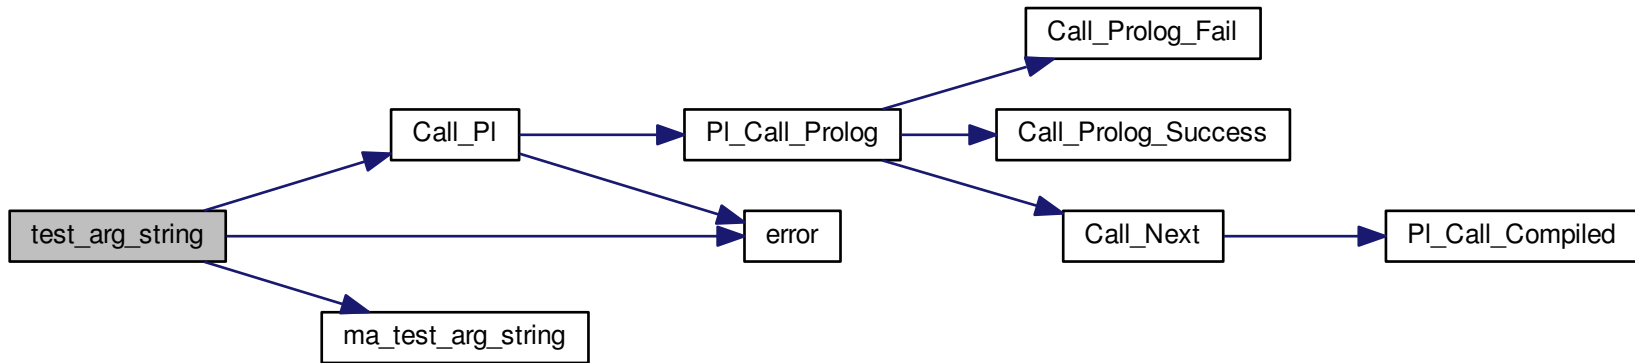 Call_Prolog_Fail
Call_Pl
Pl_Call_Prolog
Call_Prolog_Success
test_arg_string
error
Call_Next
Pl_Call_Compiled
ma_test_arg_string